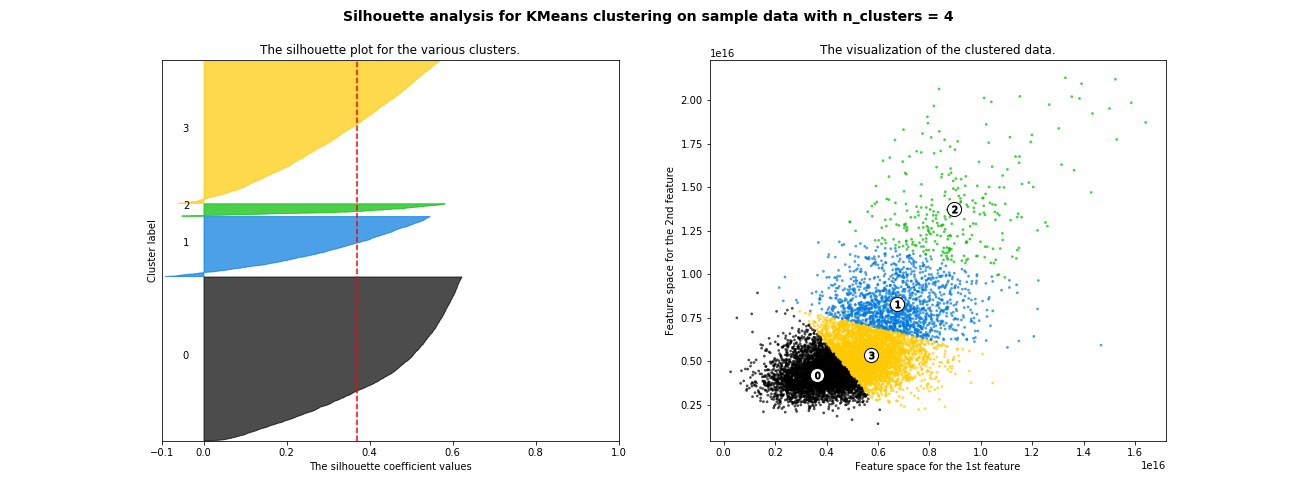 Silhouette analysis for KMeans clustering on sample data with n_clusters = 4
The silhouette plot for the various clusters.
3
2
1
0
Cluster label
−0.1 0.0 0.2 0.4 0.6 0.8 1.0
The silhouette coefficient values
The visualization of the clustered data.
1e16
2.00
1.75
1.50
1.25
1.00
0.75
0.50
0.25
Feature space for the 2nd feature
2
1
3
0
0.0 0.2 0.4 0.6 0.8 1.0 1.2 1.4 1.6
1e16
Feature space for the 1st feature